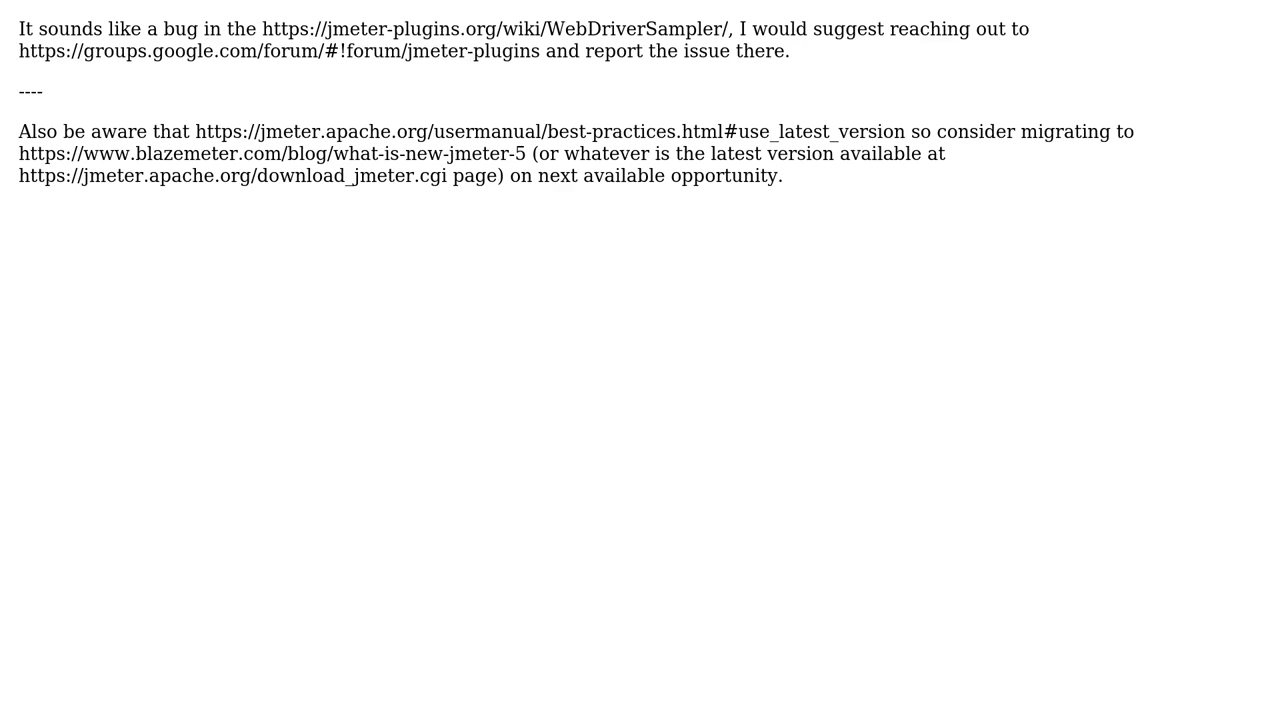 It sounds like a bug in the https://jmeter-plugins.org/wiki/WebDriverSampler/, I would suggest reaching out to
https://groups.google.com/forum/#!forum/jmeter-plugins and report the issue there.
----
Also be aware that https://jmeter.apache.org/usermanual/best-practices.html#use_latest_version so consider migrating to
https://www.blazemeter.com/blog/what-is-new-jmeter-5 (or whatever is the latest version available at
https://jmeter.apache.org/download_jmeter.cgi page) on next available opportunity.